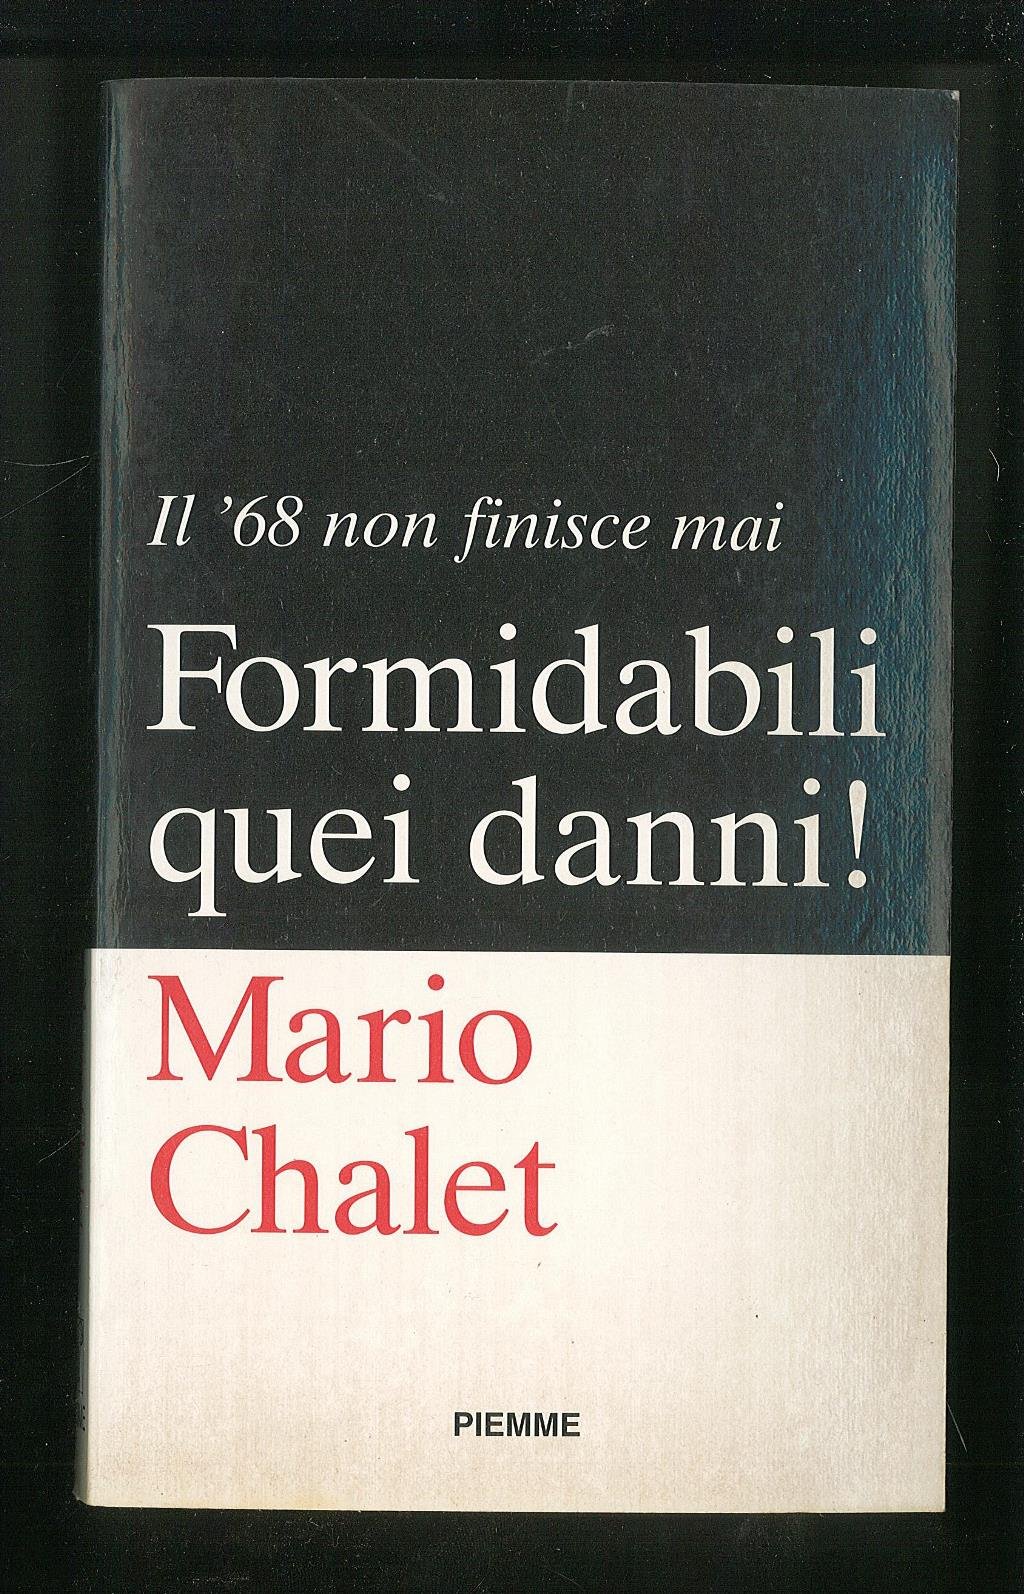 Il ’68 non finisce mai
Formidabili
quei danni!
Mario
Chalet
PIEMME